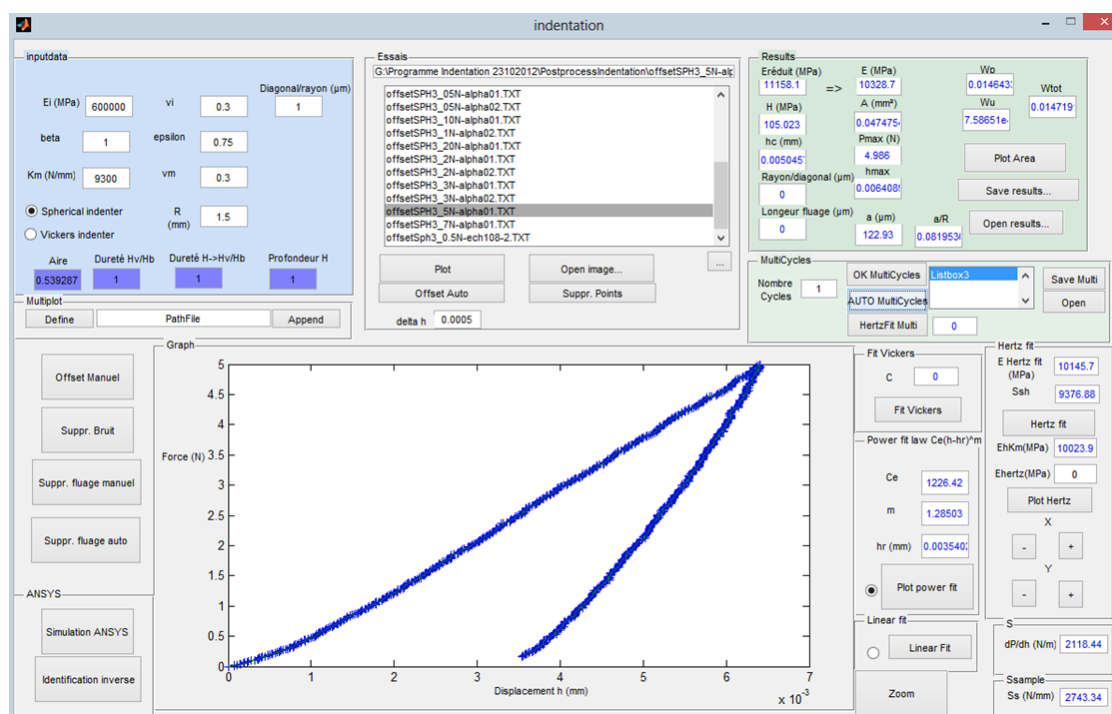 indentation
inputdata
Ei (MPa) 600000 vi 0.3 Diagonal/rayon (µm) 1
beta 1 epsilon 0.75
Km (N/mm) 9300 vm 0.3
Spherical indenter R (mm) 1.5
Vickers indenter
Aire Dureté Hv/Hb Dureté H->Hv/Hb Profondeur H
0.539287 1 1 1
Multiplot
Define PathFile Append
Essais
G:\Programme Indentation 23102012\PostprocessIndentation\offsetSPH3_5N-alp
offsetSPH3_05N-alpha01.TXT
offsetSPH3_05N-alpha02.TXT
offsetSPH3_10N-alpha01.TXT
offsetSPH3_1N-alpha02.TXT
offsetSPH3_20N-alpha01.TXT
offsetSPH3_2N-alpha01.TXT
offsetSPH3_2N-alpha02.TXT
offsetSPH3_3N-alpha02.TXT
offsetSPH3_5N-alpha01.TXT
offsetSPH3_7N-alpha01.TXT
offsetSph3_0.5N-ech108-2.TXT
Plot Open image... ...
Offset Auto Suppr. Points
delta h 0.0005
Results
Eréduit (MPa) E (MPa) Wp
11158.1 => 10328.7 0.014643 Wtot
H (MPa) A (mm²) Wu 0.014719
105.023 0.047475 7.58651e-
hc (mm) Pmax (N)
0.005045 4.986 Plot Area
Rayon/diagonal (µm) hmax
0 0.006408 Save results...
Longeur fluage (µm) a (µm) a/R
0 122.93 0.081953 Open results...
MultiCycles
Nombre Cycles 1 OK MultiCycles Listbox3 Save Multi
AUTO MultiCycles Open
HertzFit Multi 0
Offset Manuel
Suppr. Bruit
Suppr. fluage manuel
Suppr. fluage auto
ANSYS
Simulation ANSYS
Identification inverse
Graph
Force (N)
5
4.5
4
3.5
3
2.5
2
1.5
1
0.5
0
0 1 2 3 4 5 6 7
Displacement h (mm)
x 10⁻³
Fit Vickers
C 0
Fit Vickers
Power fit law Ce(h-hr)^m
Ce 1226.42
m 1.28503
hr (mm) 0.003540
Plot power fit
Linear fit
Linear Fit
Zoom
Hertz fit
E Hertz fit (MPa) 10145.7
Ssh 9376.88
Hertz fit
EhKm(MPa) 10023.9
Ehertz(MPa) 0
Plot Hertz
X
- +
Y
- +
S
dP/dh (N/m) 2118.44
Ssample
Ss (N/mm) 2743.34